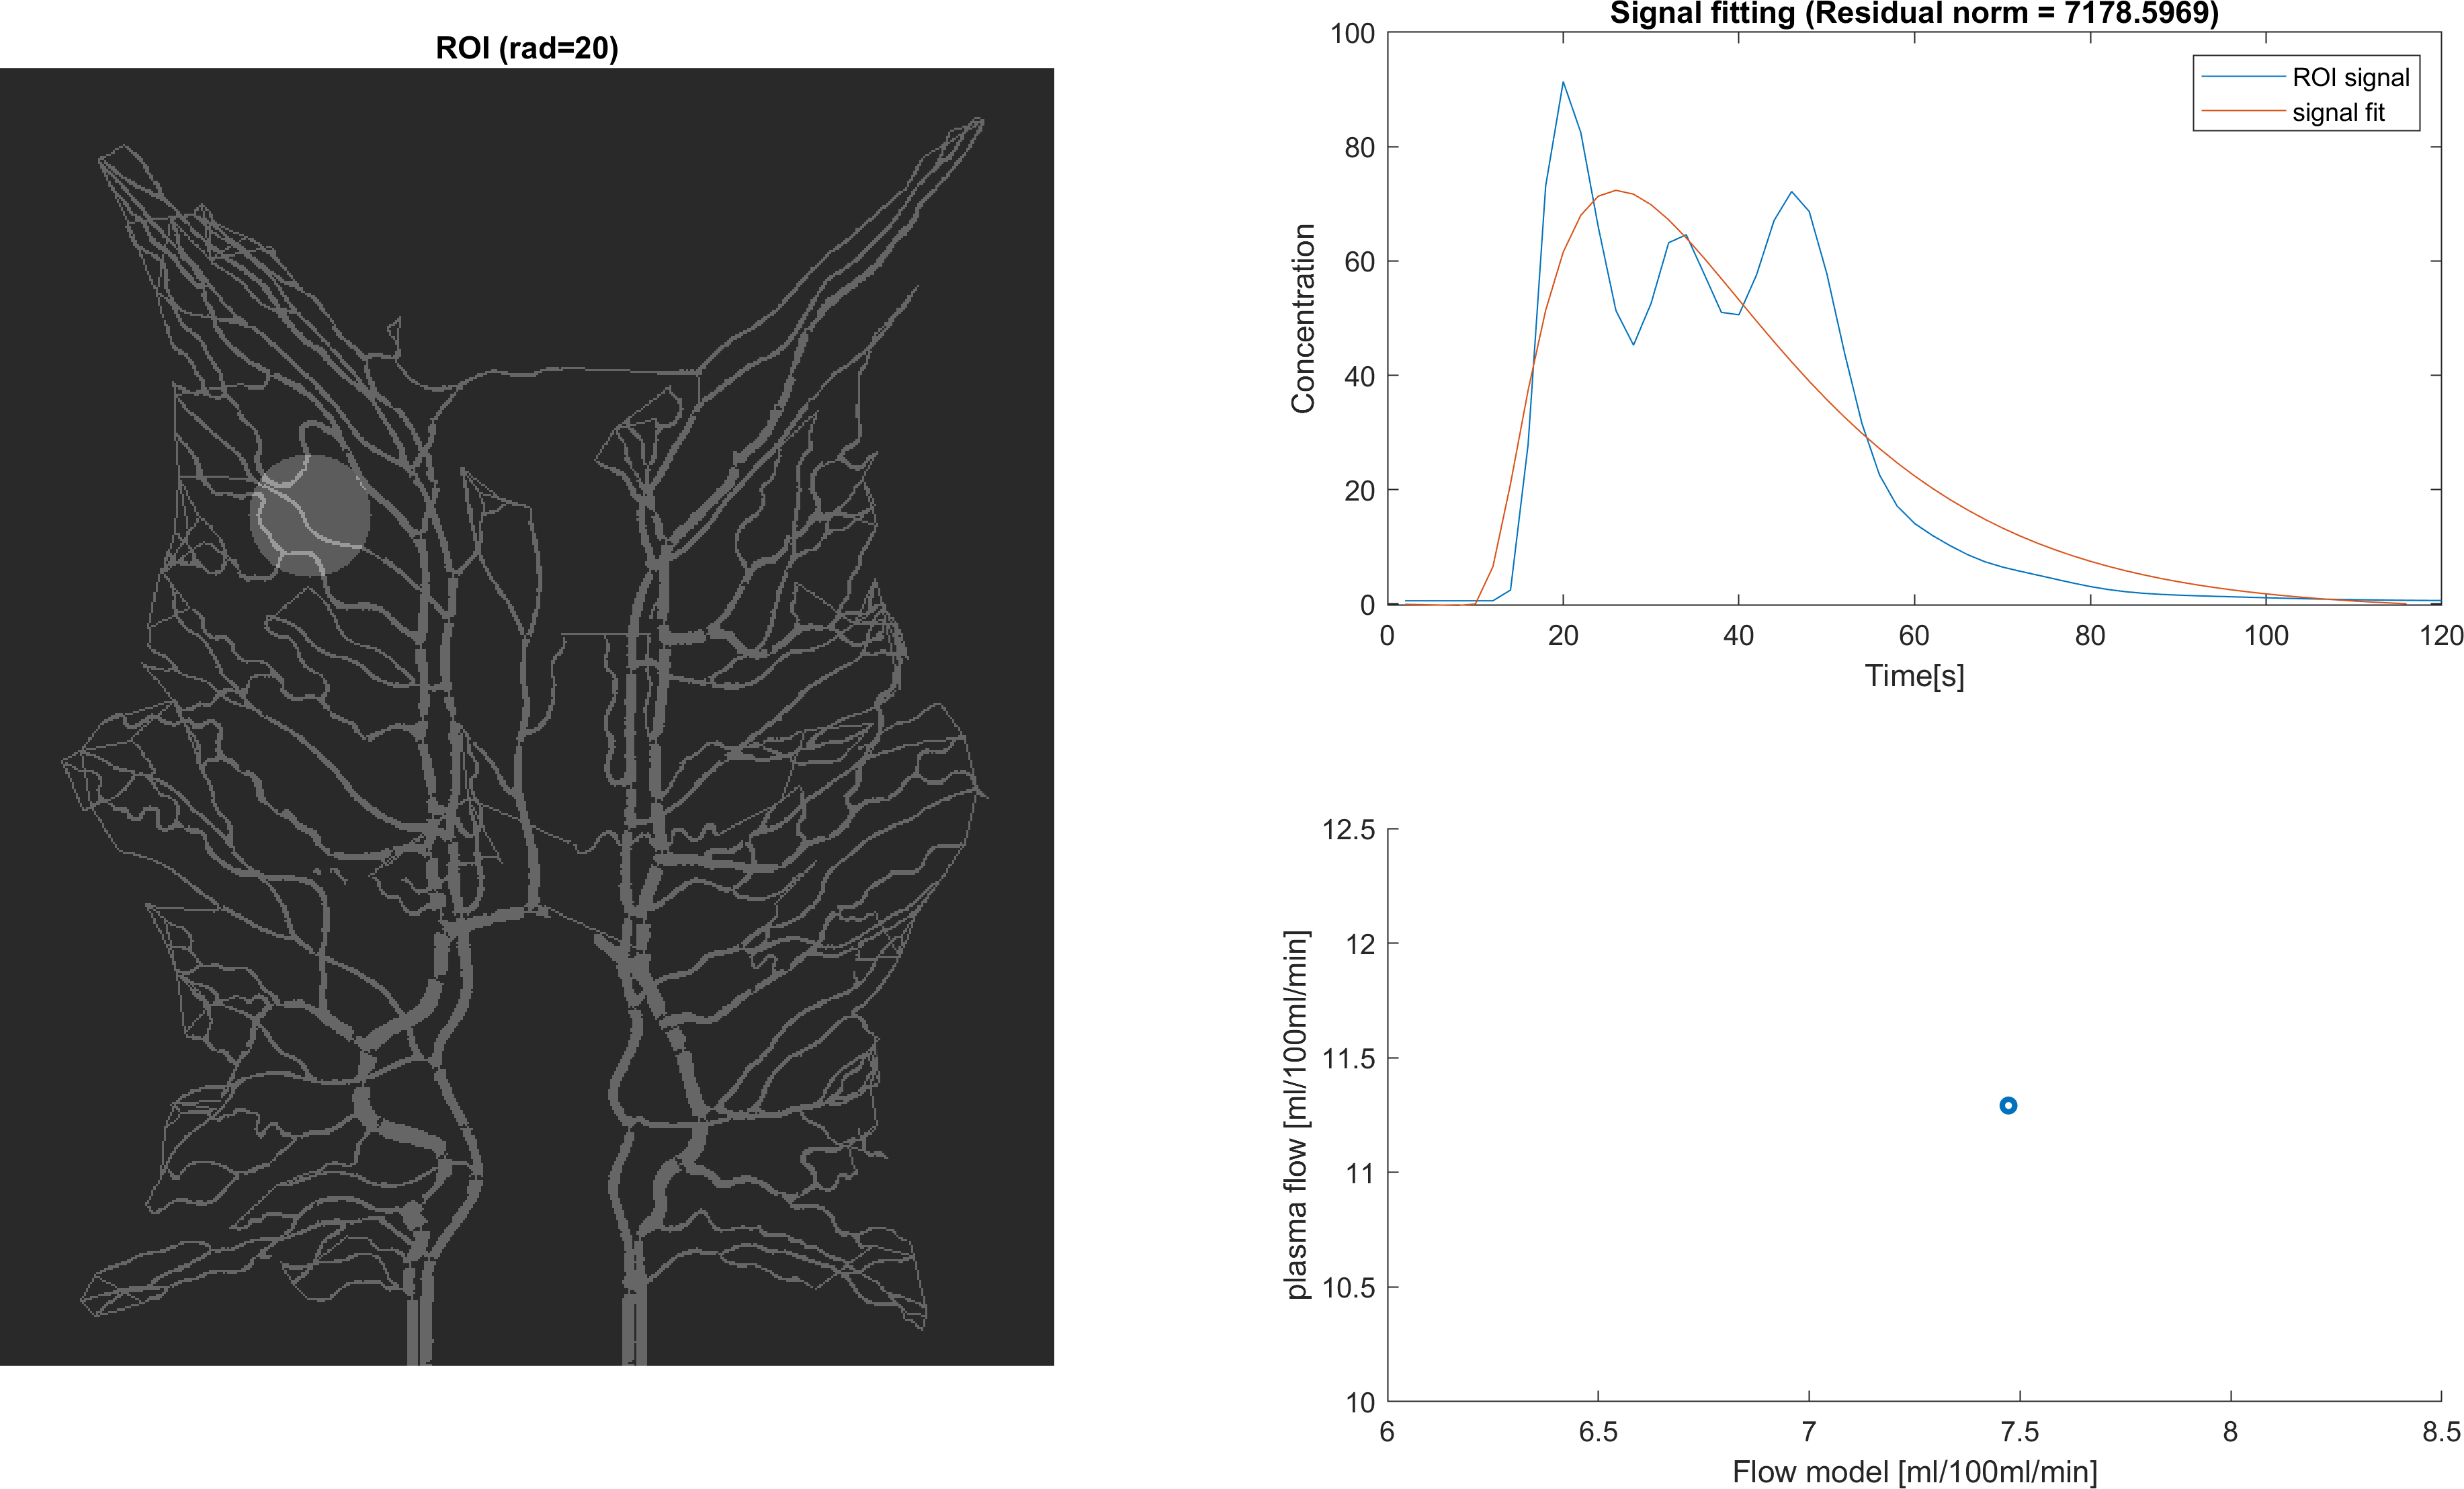 ROI (rad=20)
Signal fitting (Residual norm = 7178.5969)
100
80
60
40
20
0
Concentration
ROI signal
signal fit
0 20 40 60 80 100 120
Time[s]
12.5
12
11.5
11
10.5
10
plasma flow [ml/100ml/min]
6 6.5 7 7.5 8 8.5
Flow model [ml/100ml/min]